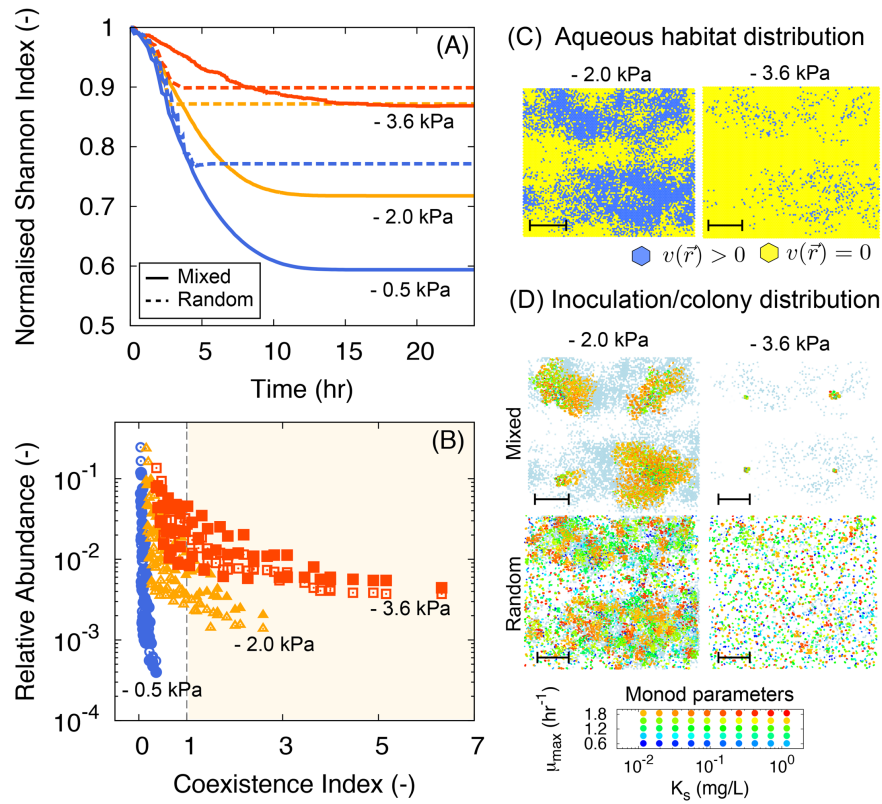 (A)
Normalised Shannon Index (-)
1
0.9
0.8
0.7
0.6
0.5
- 3.6 kPa
- 2.0 kPa
- 0.5 kPa
Mixed
Random
0
5
10
15
20
Time (hr)
(B)
Relative Abundance (-)
10⁻¹
10⁻²
10⁻³
10⁻⁴
- 3.6 kPa
- 2.0 kPa
- 0.5 kPa
0
1
3
5
7
Coexistence Index (-)
(C) Aqueous habitat distribution
- 2.0 kPa
- 3.6 kPa
v(r⃗) > 0
v(r⃗) = 0
(D) Inoculation/colony distribution
- 2.0 kPa
- 3.6 kPa
Mixed
Random
Monod parameters
μmax (hr⁻¹)
1.8
1.2
0.6
10⁻²
10⁻¹
10⁰
Ks (mg/L)